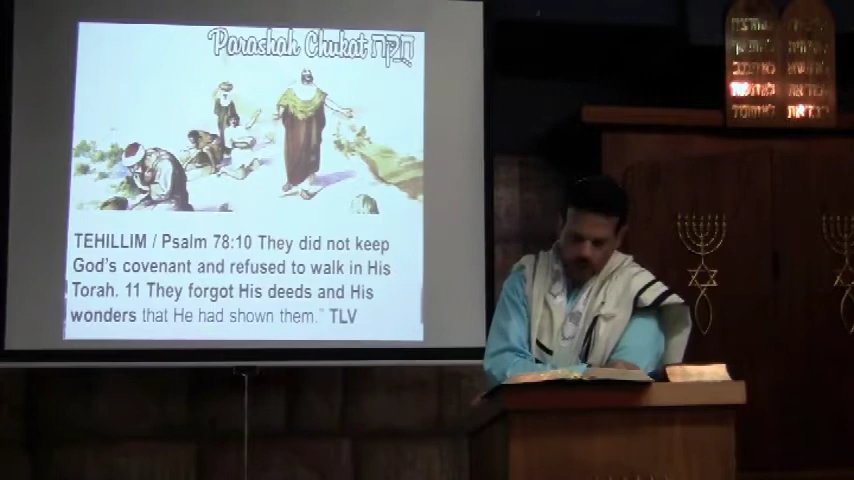 Parashah Chukat חֻקַּת
TEHILLIM / Psalm 78:10 They did not keep
God's covenant and refused to walk in His
Torah. 11 They forgot His deeds and His
wonders that He had shown them." TLV